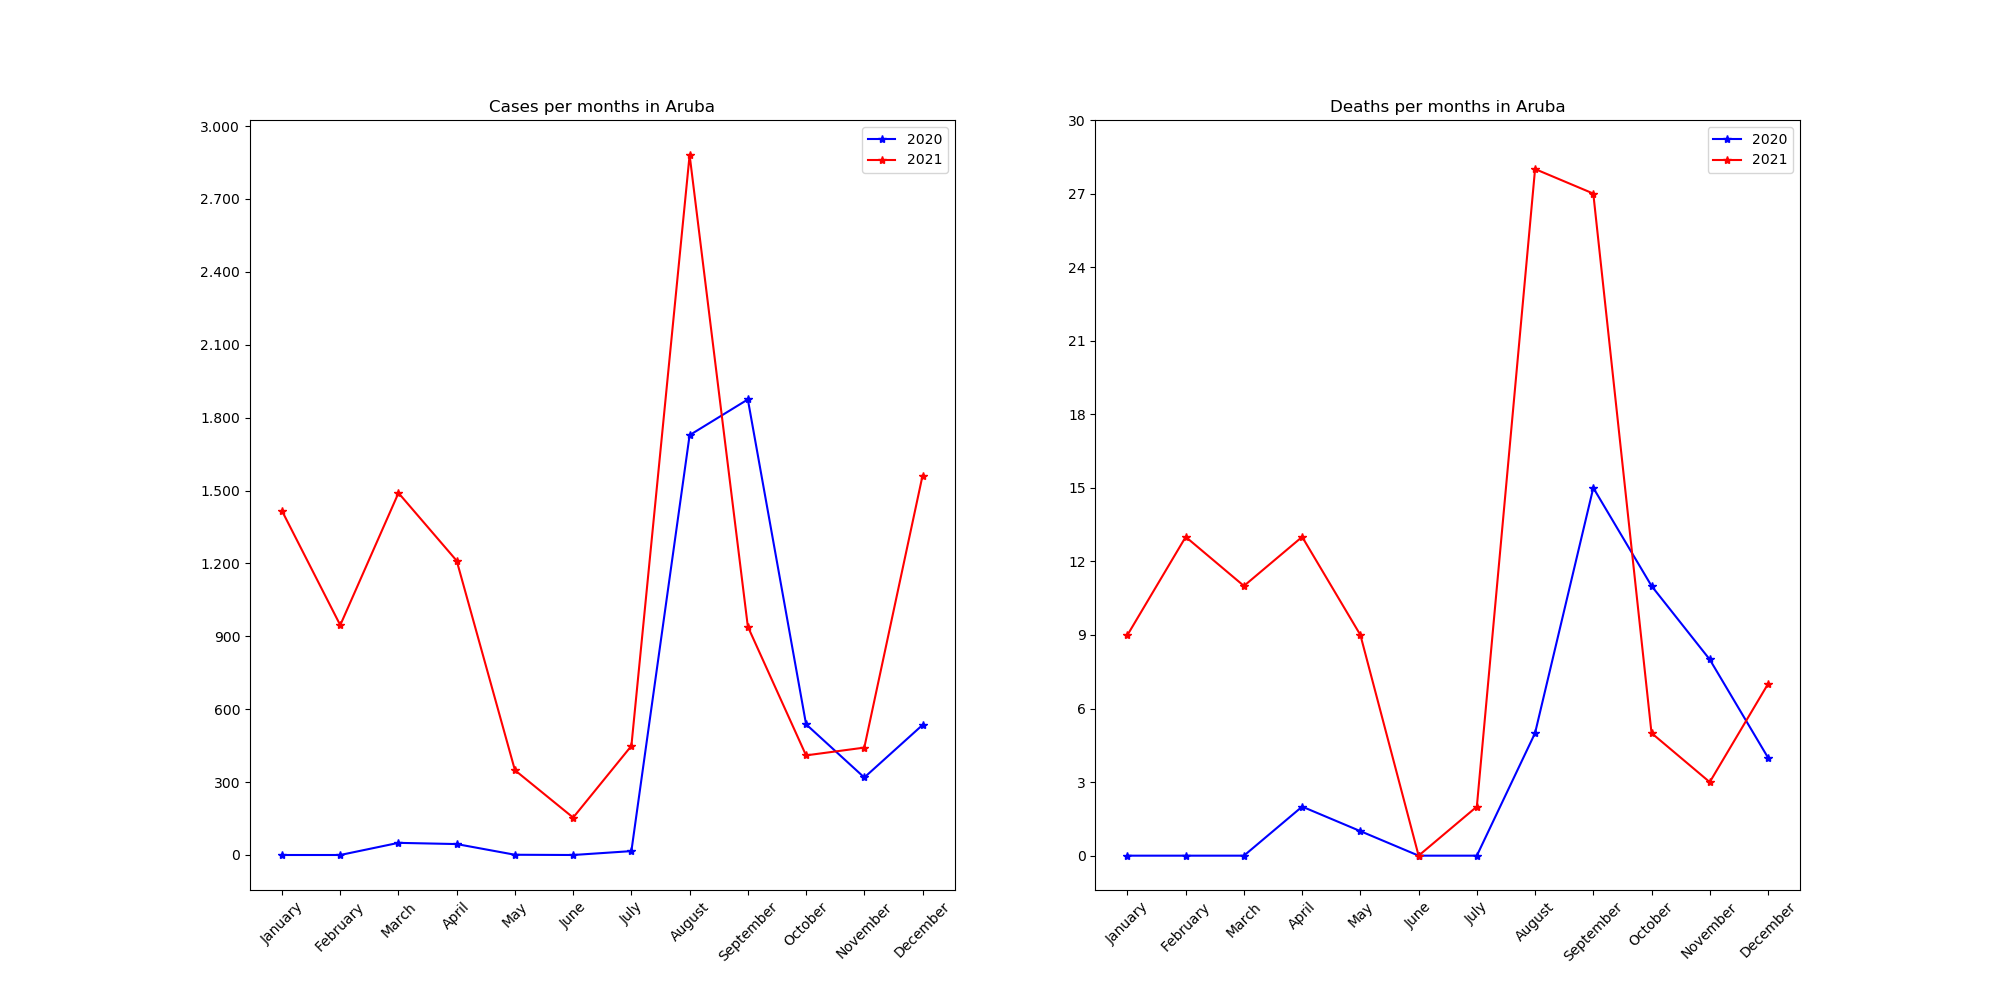 Cases per months in Aruba
3.000
2.700
2.400
2.100
1.800
1.500
1.200
900
600
300
0
2020
2021
January
February
March
April
May
June
July
August
September
October
November
December
Deaths per months in Aruba
30
27
24
21
18
15
12
9
6
3
0
2020
2021
January
February
March
April
May
June
July
August
September
October
November
December